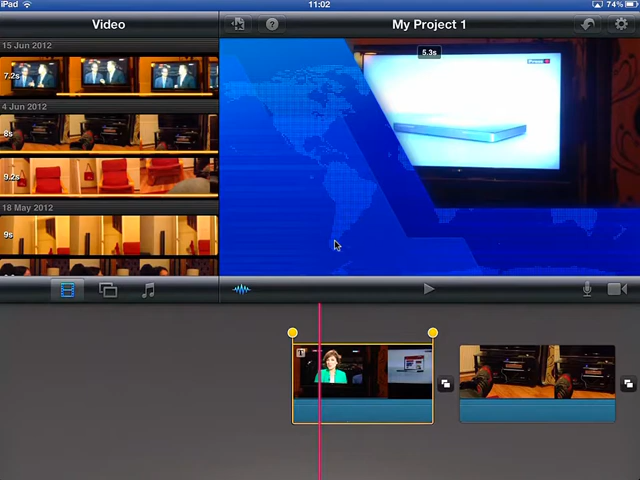 iPad
11:02
74%
Video
My Project 1
15 Jun 2012
7.2s
4 Jun 2012
8s
9.2s
18 May 2012
9s
5.3s
?
T